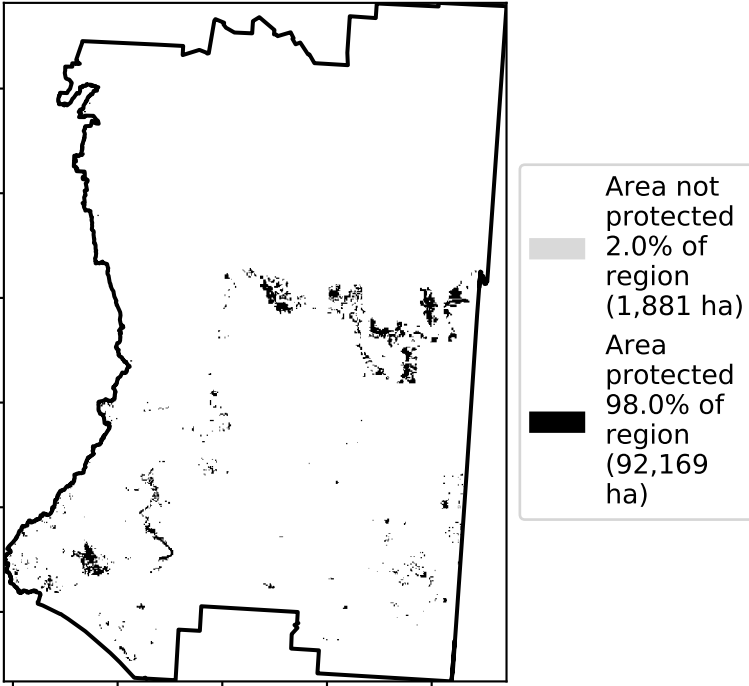 Area not
protected
2.0% of
region
(1,881 ha)
Area
protected
98.0% of
region
(92,169
ha)